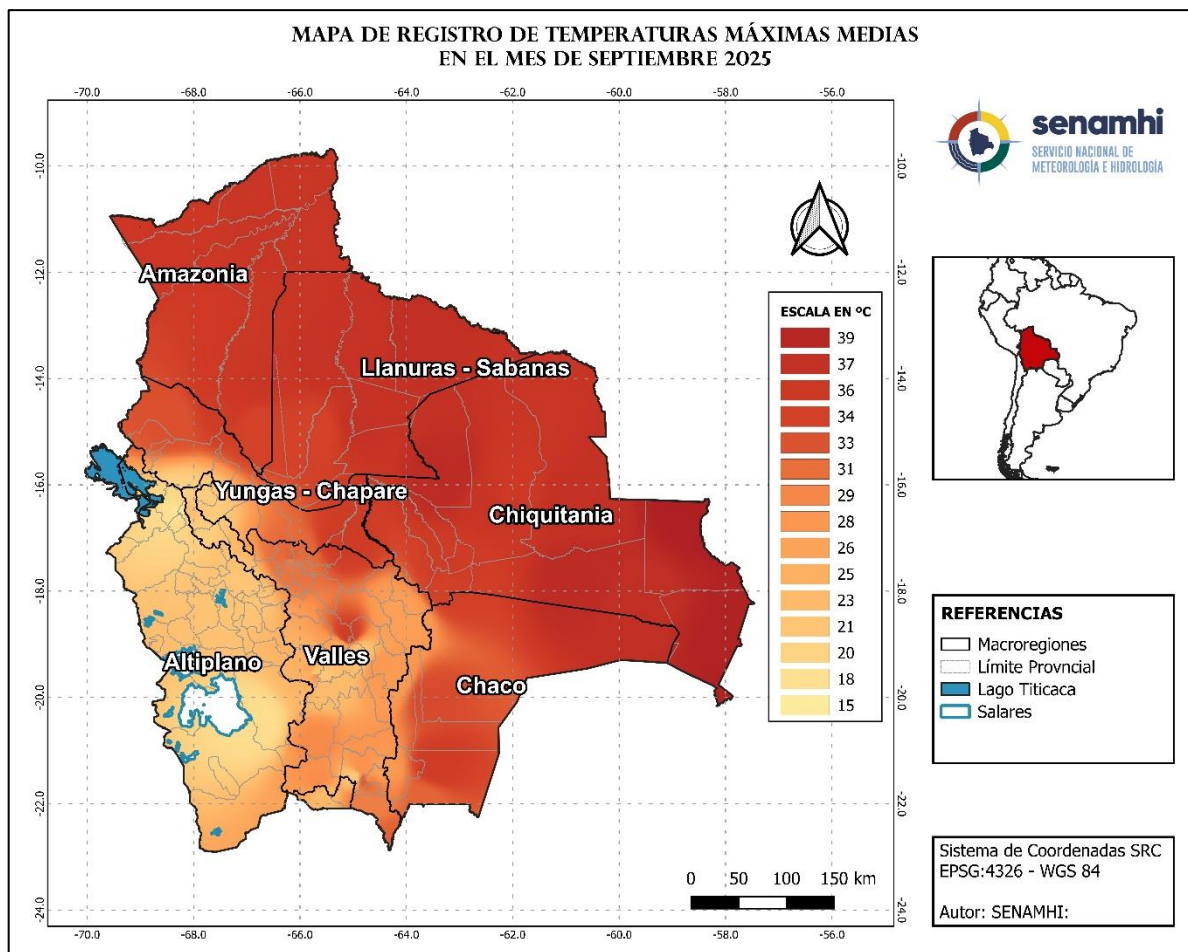 MAPA DE REGISTRO DE TEMPERATURAS MÁXIMAS MEDIAS
EN EL MES DE SEPTIEMBRE 2025
-70.0 -68.0 -66.0 -64.0 -62.0 -60.0 -58.0 -56.0
-10.0
-12.0
-14.0
-16.0
-18.0
-20.0
-22.0
-24.0
Amazonia
Llanuras - Sabanas
Yungas - Chapare
Chiquitania
Altiplano
Valles
Chaco
ESCALA EN ºC
39
37
36
34
33
31
29
28
26
25
23
21
20
18
15
0 50 100 150 km
-10.0
-12.0
-14.0
-16.0
-18.0
-20.0
-22.0
-24.0
-70.0 -68.0 -66.0 -64.0 -62.0 -60.0 -58.0 -56.0
senamhi
SERVICIO NACIONAL DE
METEOROLOGÍA E HIDROLOGÍA
REFERENCIAS
Macroregiones
Límite Provncial
Lago Titicaca
Salares
Sistema de Coordenadas SRC
EPSG:4326 - WGS 84
Autor: SENAMHI: